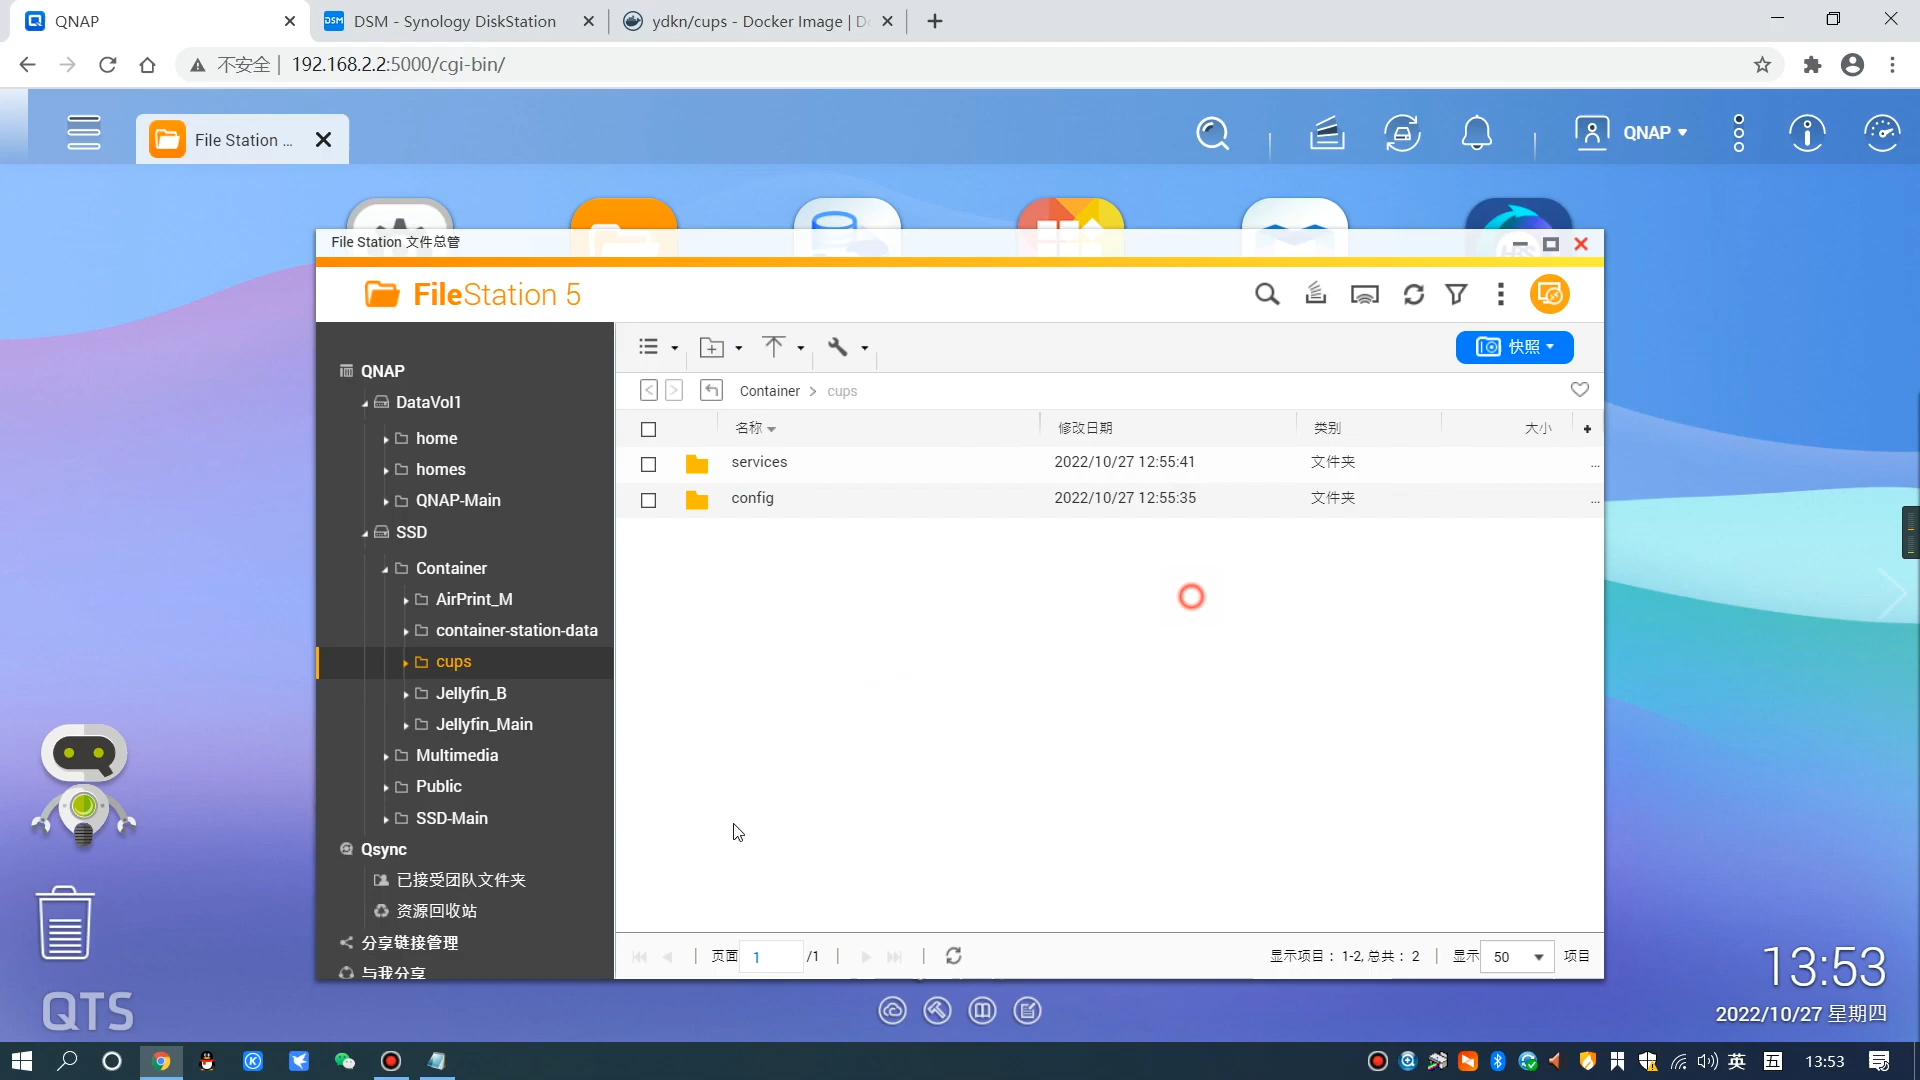 QNAP
DSM - Synology DiskStation
ydkn/cups - Docker Image |
不安全 | 192.168.2.2:5000/cgi-bin/
File Station ...
QNAP
File Station 文件总管
FileStation 5
快照
Container > cups
名称 修改日期 类别 大小
services 2022/10/27 12:55:41 文件夹 ...
config 2022/10/27 12:55:35 文件夹 ...
QNAP
DataVol1
home
homes
QNAP-Main
SSD
Container
AirPrint_M
container-station-data
cups
Jellyfin_B
Jellyfin_Main
Multimedia
Public
SSD-Main
Qsync
已接受团队文件夹
资源回收站
分享链接管理
与我分享
页面 1 /1
显示项目: 1-2, 总共: 2 | 显示 50 项目
13:53
2022/10/27 星期四
QTS
英 五 13:53